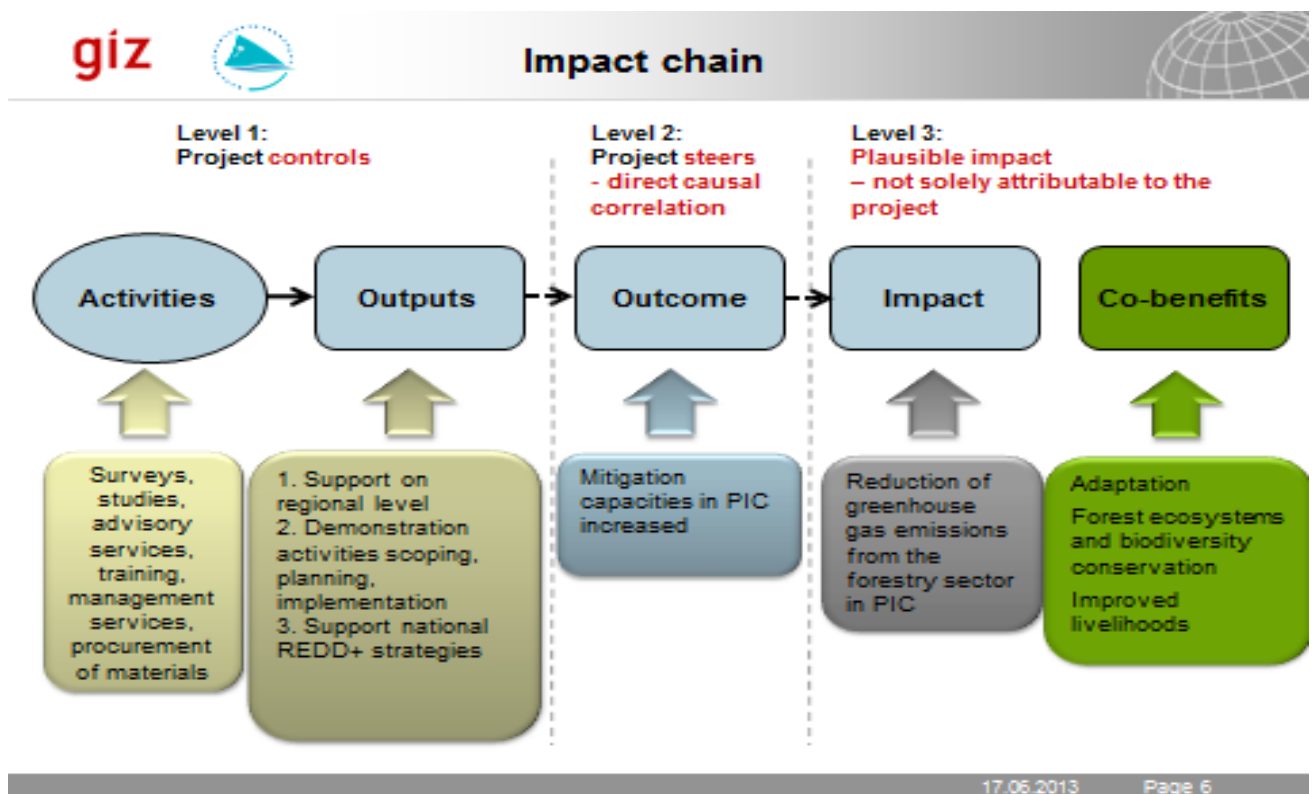 giz
Impact chain
Level 1:
Project controls
Level 2:
Project steers
- direct causal
correlation
Level 3:
Plausible impact
– not solely attributable to the
project
Activities
Outputs
Outcome
Impact
Co-benefits
Surveys,
studies,
advisory
services,
training,
management
services,
procurement
of materials
1. Support on
regional level
2. Demonstration
activities scoping,
planning,
implementation
3. Support national
REDD+ strategies
Mitigation
capacities in PIC
increased
Reduction of
greenhouse
gas emissions
from the
forestry sector
in PIC
Adaptation
Forest ecosystems
and biodiversity
conservation
Improved
livelihoods
17.06.2013 Page 6